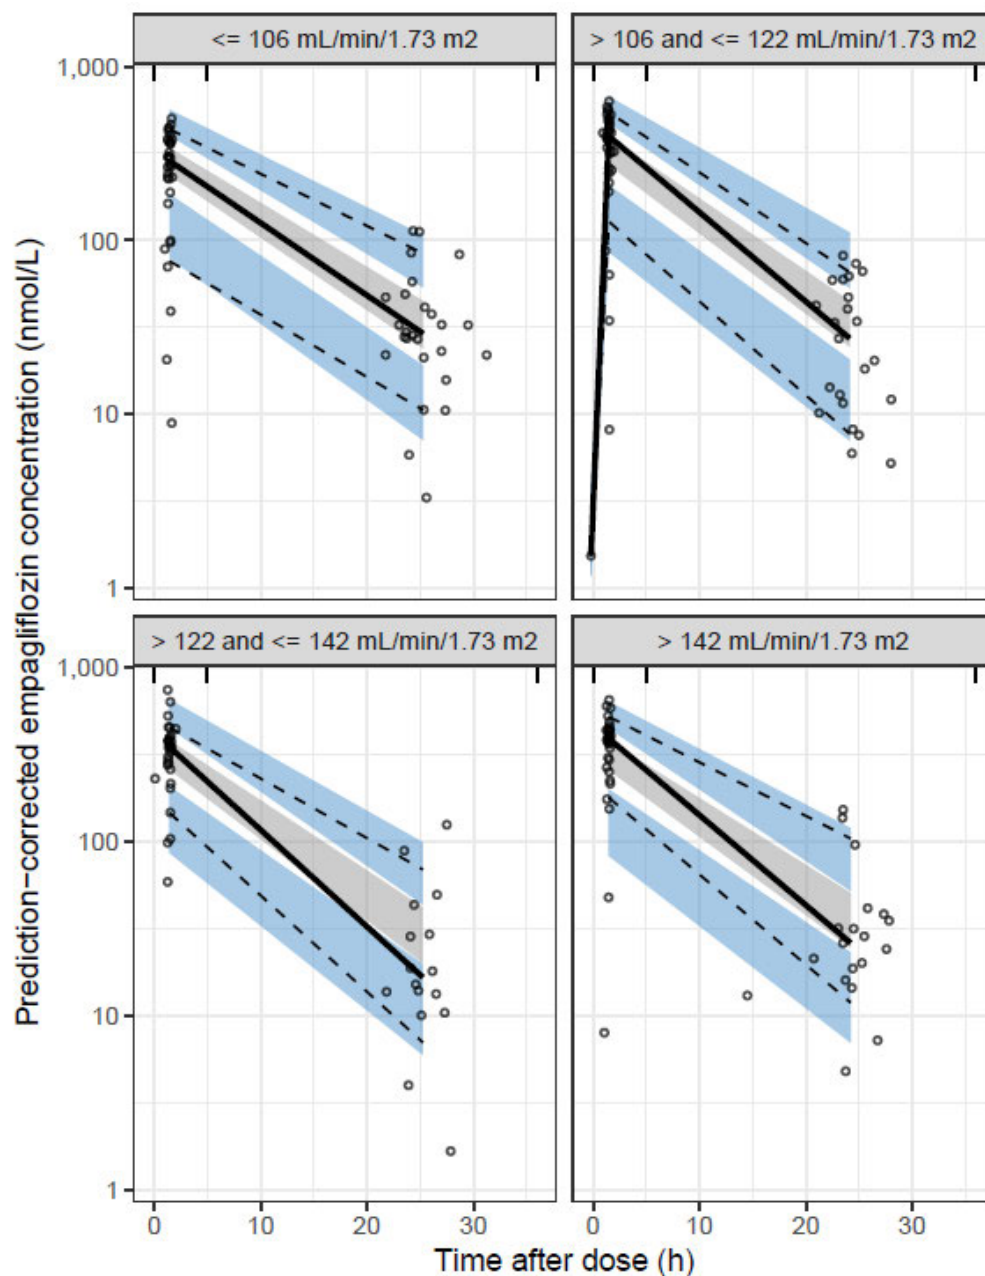 <= 106 mL/min/1.73 m2
> 106 and <= 122 mL/min/1.73 m2
1,000
100
10
1
Prediction−corrected empagliflozin concentration (nmol/L)
> 122 and <= 142 mL/min/1.73 m2
> 142 mL/min/1.73 m2
1,000
100
10
1
0
10
20
30
0
10
20
30
Time after dose (h)